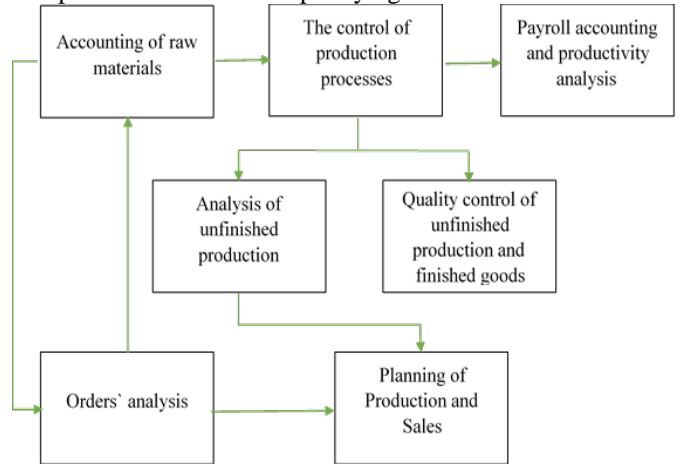 Accounting of raw
materials
The control of
production
processes
Payroll accounting
and productivity
analysis
Analysis of
unfinished
production
Quality control of
unfinished
production and
finished goods
Orders` analysis
Planning of
Production and
Sales